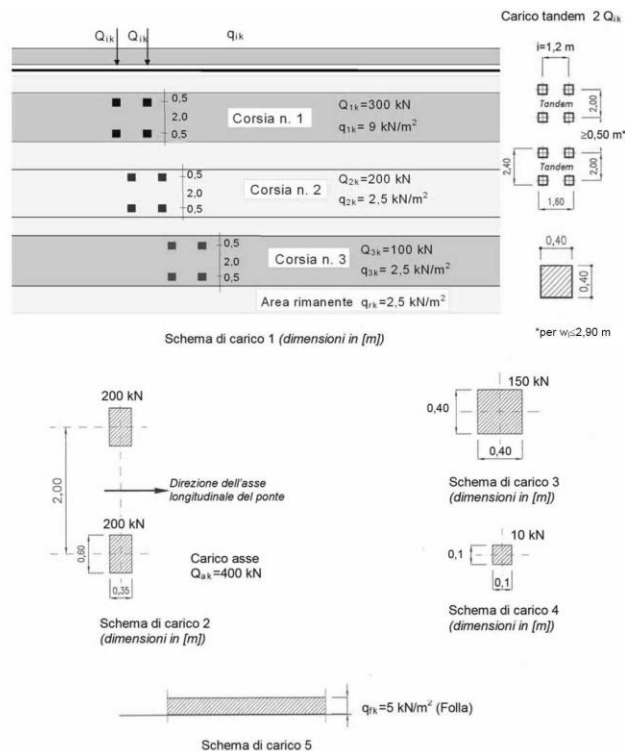 Carico tandem 2 Qik
Qik Qik qik
i=1,2 m
0,5
2,0
0,5
Corsia n. 1
Q1k=300 kN
q1k= 9 kN/m²
Tandem
2,00
≥0,50 m*
0,5
2,0
0,5
Corsia n. 2
Q2k=200 kN
q2k= 2,5 kN/m²
2,40
Tandem
2,00
1,60
0,5
2,0
0,5
Corsia n. 3
Q3k=100 kN
q3k= 2,5 kN/m²
0,40
0,40
Area rimanente qrk=2,5 kN/m²
Schema di carico 1 (dimensioni in [m])
*per wl≤2,90 m
200 kN
2,00
Direzione dell'asse
longitudinale del ponte
200 kN
0,60
0,35
Carico asse
Qak=400 kN
Schema di carico 2
(dimensioni in [m])
150 kN
0,40
0,40
Schema di carico 3
(dimensioni in [m])
10 kN
0,1
0,1
Schema di carico 4
(dimensioni in [m])
qfk=5 kN/m² (Folla)
Schema di carico 5